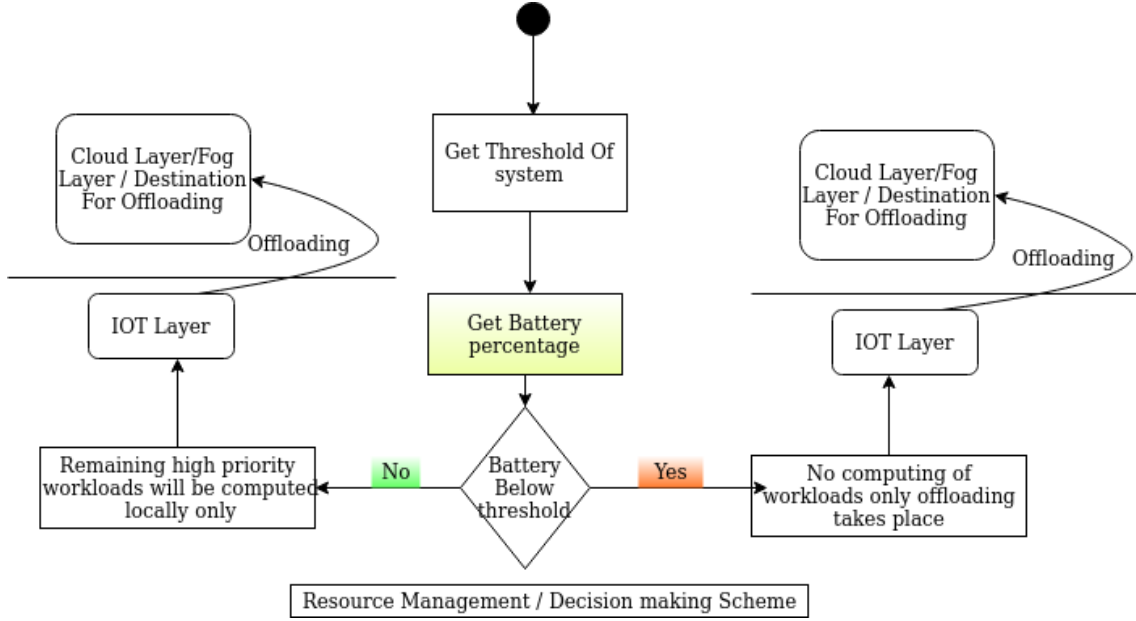 Cloud Layer/Fog
Layer / Destination
For Offloading
Offloading
IOT Layer
Remaining high priority
workloads will be computed
locally only
No
Get Threshold Of
system
Get Battery
percentage
Battery
Below
threshold
Yes
Cloud Layer/Fog
Layer / Destination
For Offloading
Offloading
IOT Layer
No computing of
workloads only offloading
takes place
Resource Management / Decision making Scheme